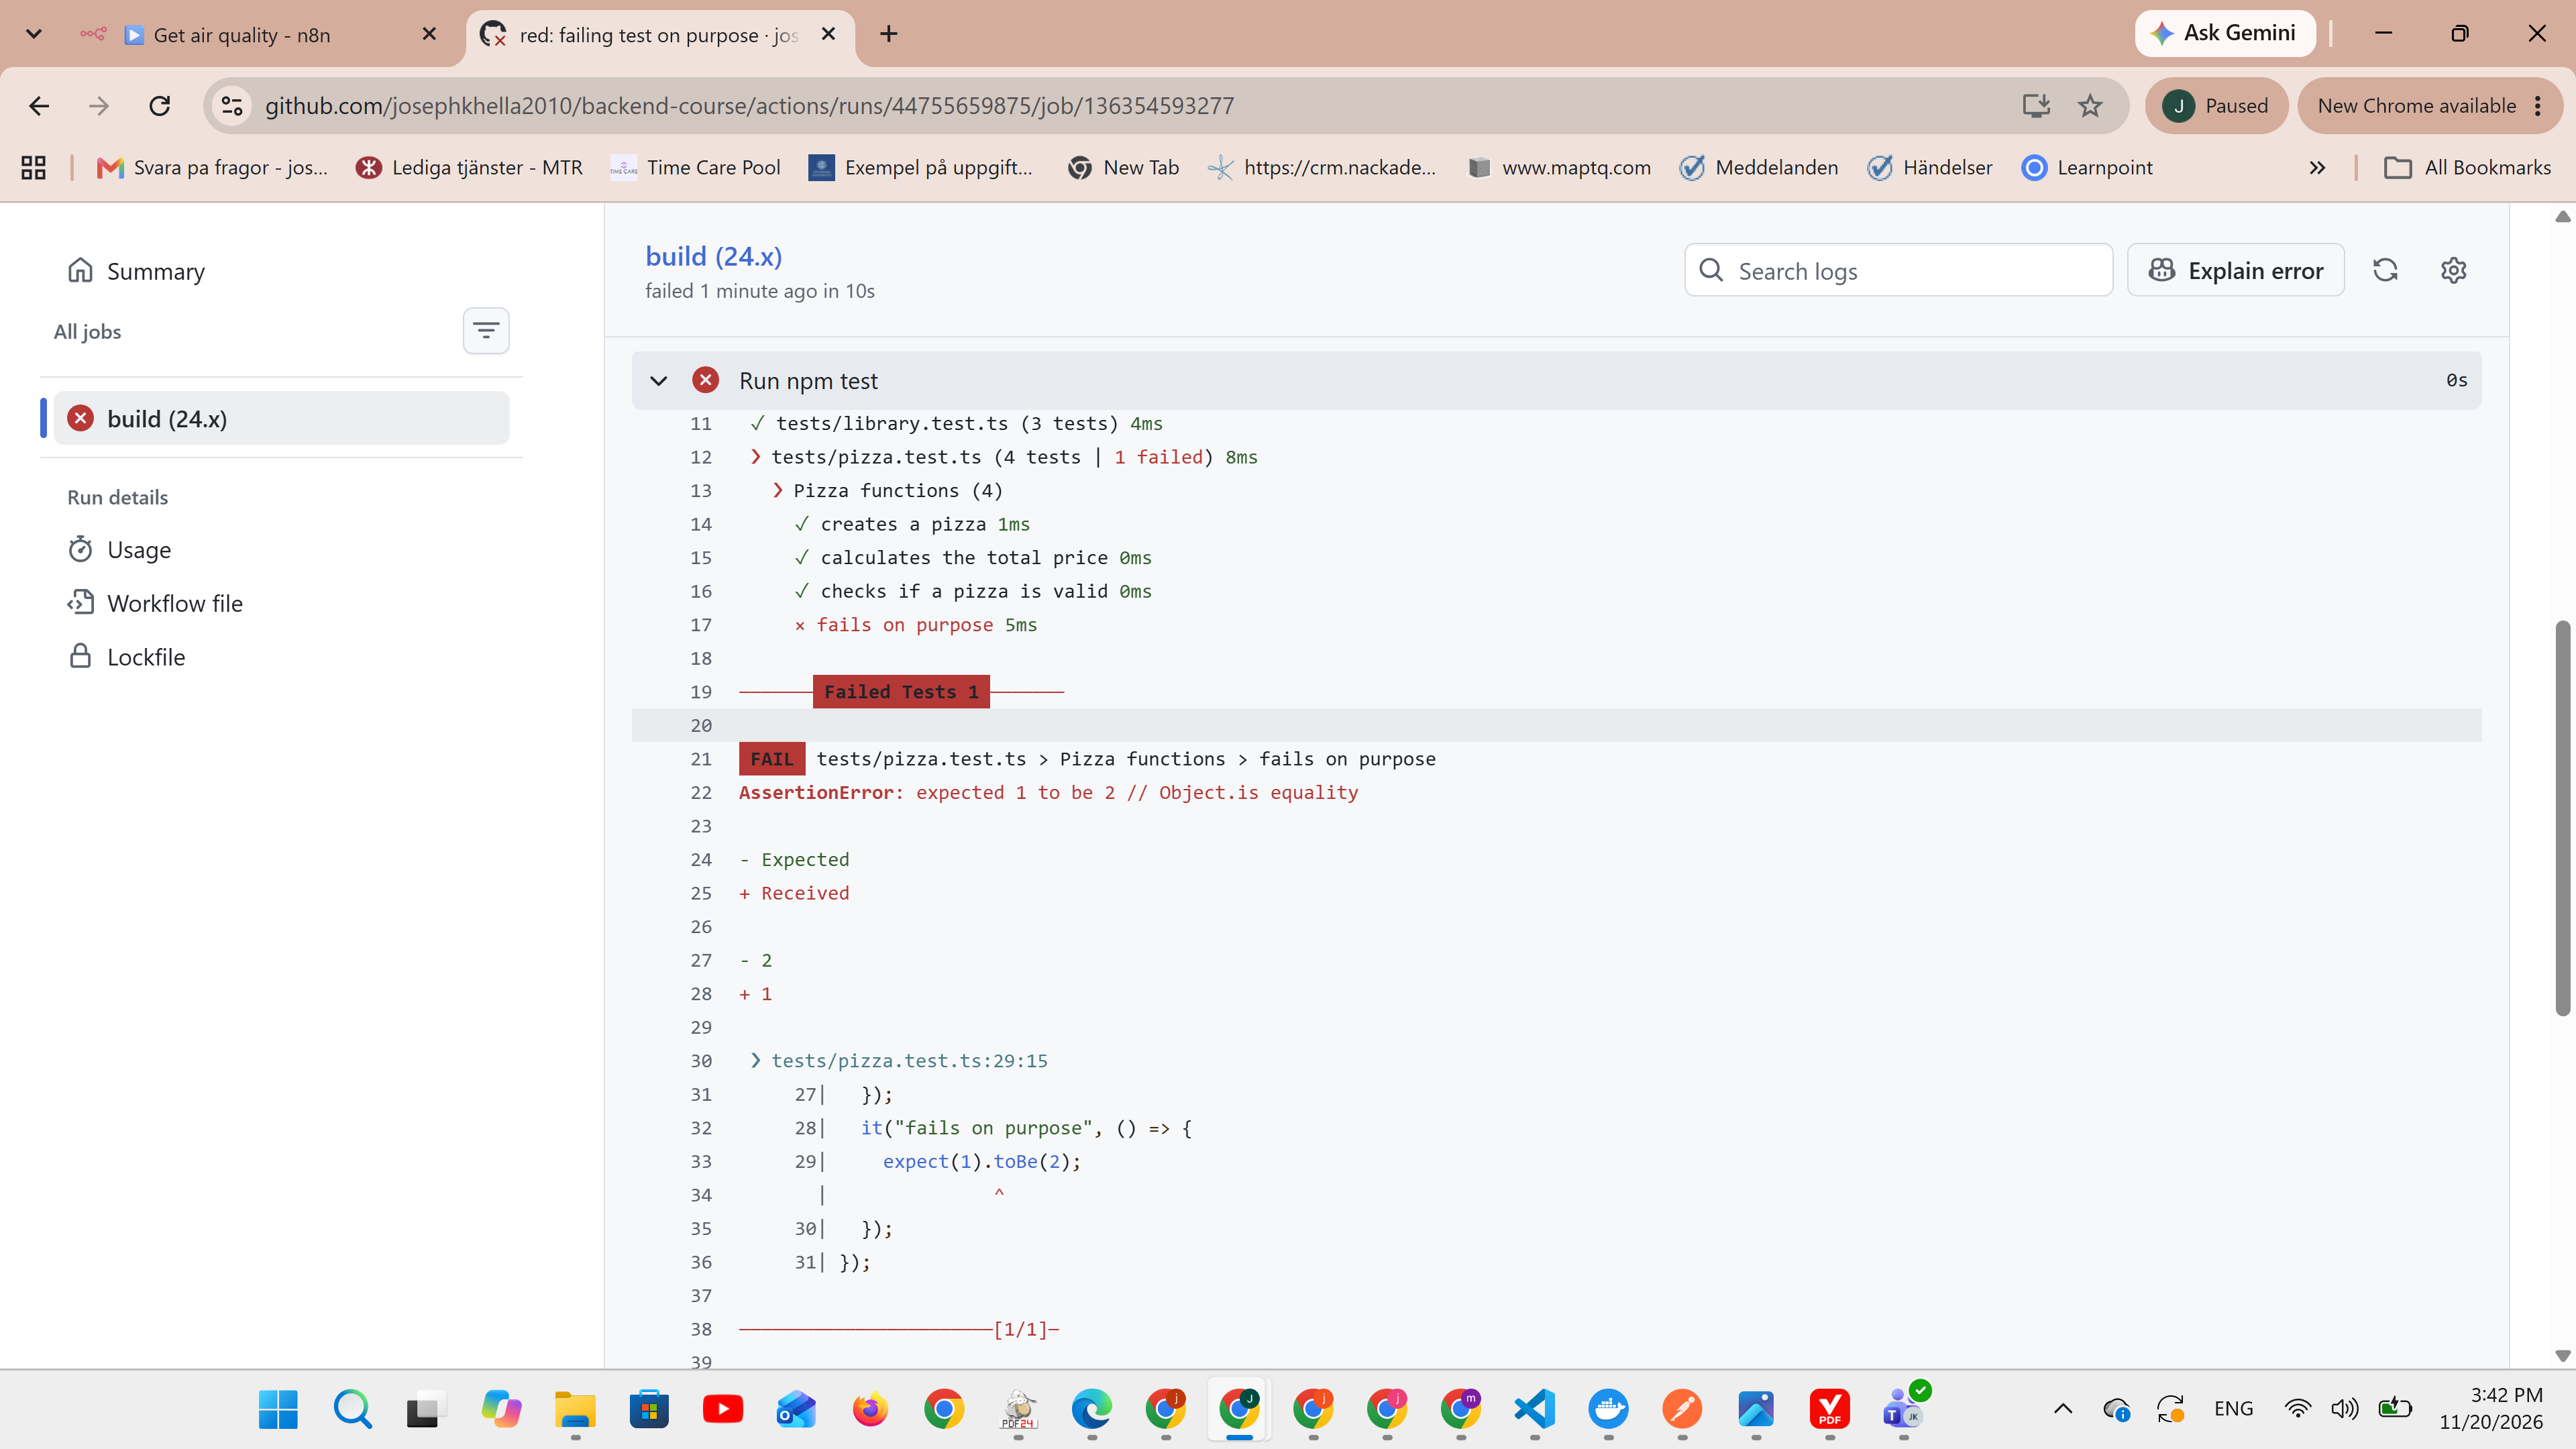 Get air quality - n8n
red: failing test on purpose · jos
Ask Gemini
github.com/josephkhella2010/backend-course/actions/runs/44755659875/job/136354593277
J Paused
New Chrome available
Svara pa fragor - jos...
Lediga tjänster - MTR
Time Care Pool
Exempel på uppgift...
New Tab
https://crm.nackade...
www.maptq.com
Meddelanden
Händelser
Learnpoint
All Bookmarks
Summary
All jobs
build (24.x)
Run details
Usage
Workflow file
Lockfile
build (24.x)
failed 1 minute ago in 10s
Search logs
Explain error
Run npm test
0s
11 ✓ tests/library.test.ts (3 tests) 4ms
12 ❯ tests/pizza.test.ts (4 tests | 1 failed) 8ms
13 ❯ Pizza functions (4)
14 ✓ creates a pizza 1ms
15 ✓ calculates the total price 0ms
16 ✓ checks if a pizza is valid 0ms
17 × fails on purpose 5ms
18
19 Failed Tests 1
20
21 FAIL tests/pizza.test.ts > Pizza functions > fails on purpose
22 AssertionError: expected 1 to be 2 // Object.is equality
23
24 - Expected
25 + Received
26
27 - 2
28 + 1
29
30 ❯ tests/pizza.test.ts:29:15
31 27| });
32 28| it("fails on purpose", () => {
33 29| expect(1).toBe(2);
34 | ^
35 30| });
36 31| });
37
38 [1/1]
39
PDF24
PDF
T JK
ENG
3:42 PM
11/20/2026